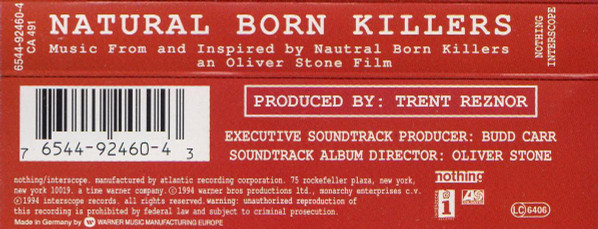 6544-92460-4
CA 491
NATURAL BORN KILLERS
Music From and Inspired by Nautral Born Killers
an Oliver Stone Film
NOTHING
INTERSCOPE
7 6544-92460-4 3
PRODUCED BY: TRENT REZNOR
EXECUTIVE SOUNDTRACK PRODUCER: BUDD CARR
SOUNDTRACK ALBUM DIRECTOR: OLIVER STONE
nothing/interscope. manufactured by atlantic recording corporation. 75 rockefeller plaza, new york,
new york 10019. a time warner company. ©1994 warner bros productions ltd., monarchy enterprises c.v.
℗1994 interscope records. all rights reserved. warning: unauthorized reproduction of
this recording is prohibited by federal law and subject to criminal prosecution.
Made in Germany by WARNER MUSIC MANUFACTURING EUROPE
nothing
i
ATLANTIC
LC 6406